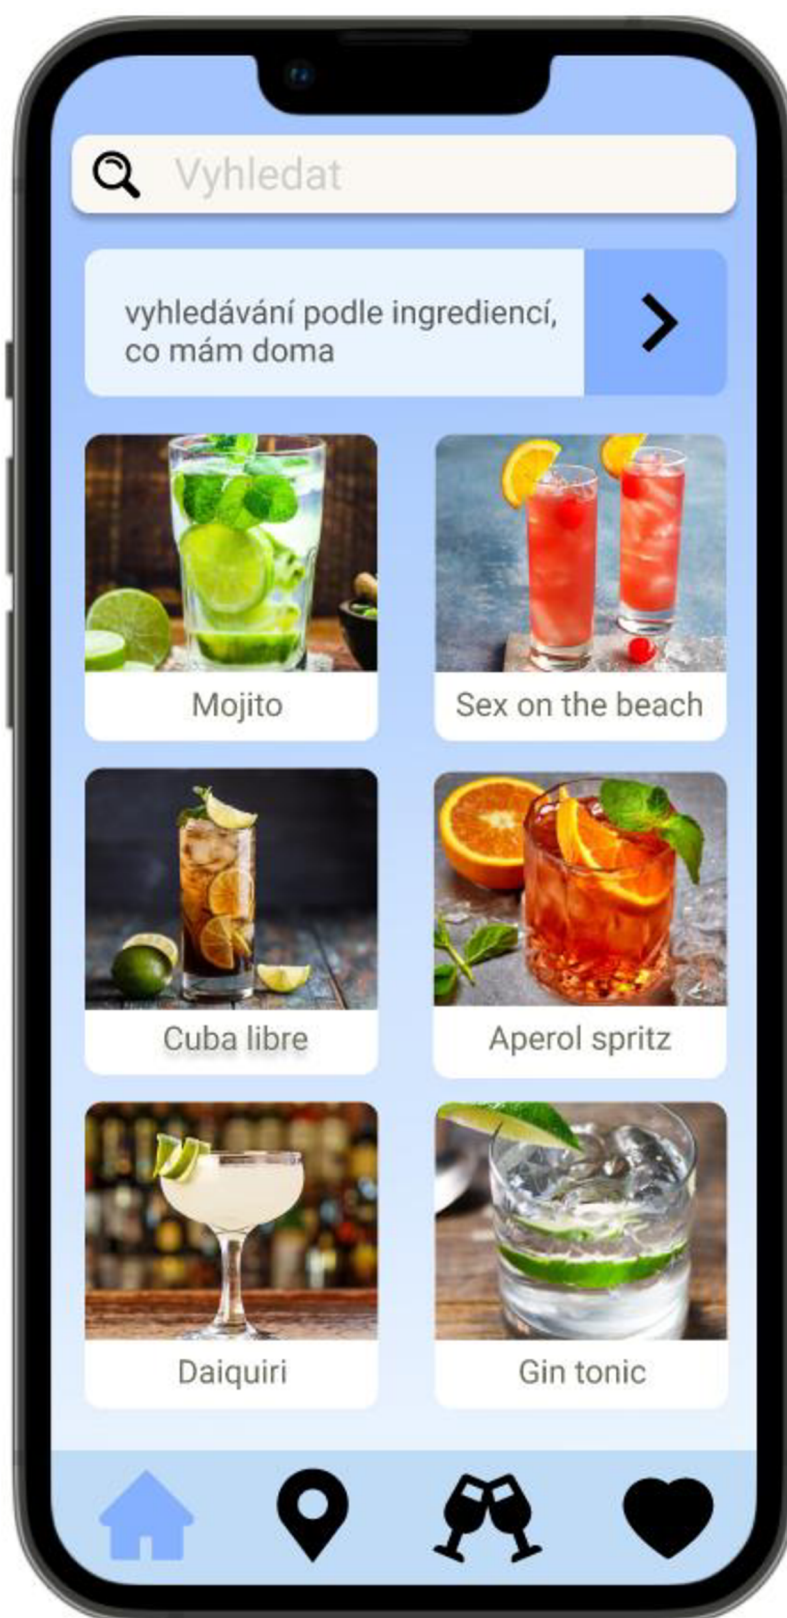 Vyhledat
vyhledávání podle ingrediencí,
co mám doma
Mojito
Sex on the beach
Cuba libre
Aperol spritz
Daiquiri
Gin tonic